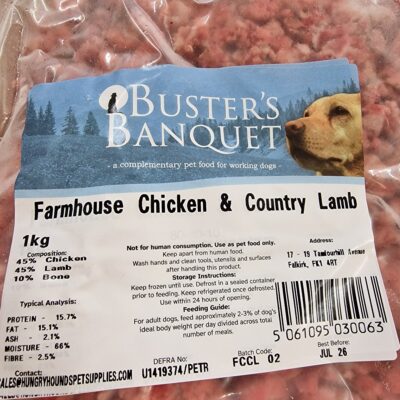 BUSTER'S
BANQUET
- a complementary pet food for working dogs -
Farmhouse Chicken & Country Lamb
1kg
Composition:
45% Chicken
45% Lamb
10% Bone
Typical Analysis:
PROTEIN - 15.7%
FAT - 15.1%
ASH - 2.1%
MOISTURE - 66%
FIBRE - 2.5%
SALES@HUNGRYHOUNDSPETSUPPLIES.COM
Not for human consumption. Use as pet food only.
Keep apart from human food.
Wash hands and clean tools, utensils and surfaces
after handling this product.
Storage Instructions:
Keep frozen until use. Defrost in a sealed container
prior to feeding. Keep refrigerated once defrosted
Use within 24 hours of opening.
Feeding Guide:
For adult dogs, feed approximately 2-3% of dog's
ideal body weight per day divided across total
number of meals.
DEFRA No:
U1419374/PETR
Batch Code:
FCCL 02
Address:
17 - 19 Tamourhill Avenue
Falkirk, FK1 4RT
5 061095 030063
Best Before:
JUL 26